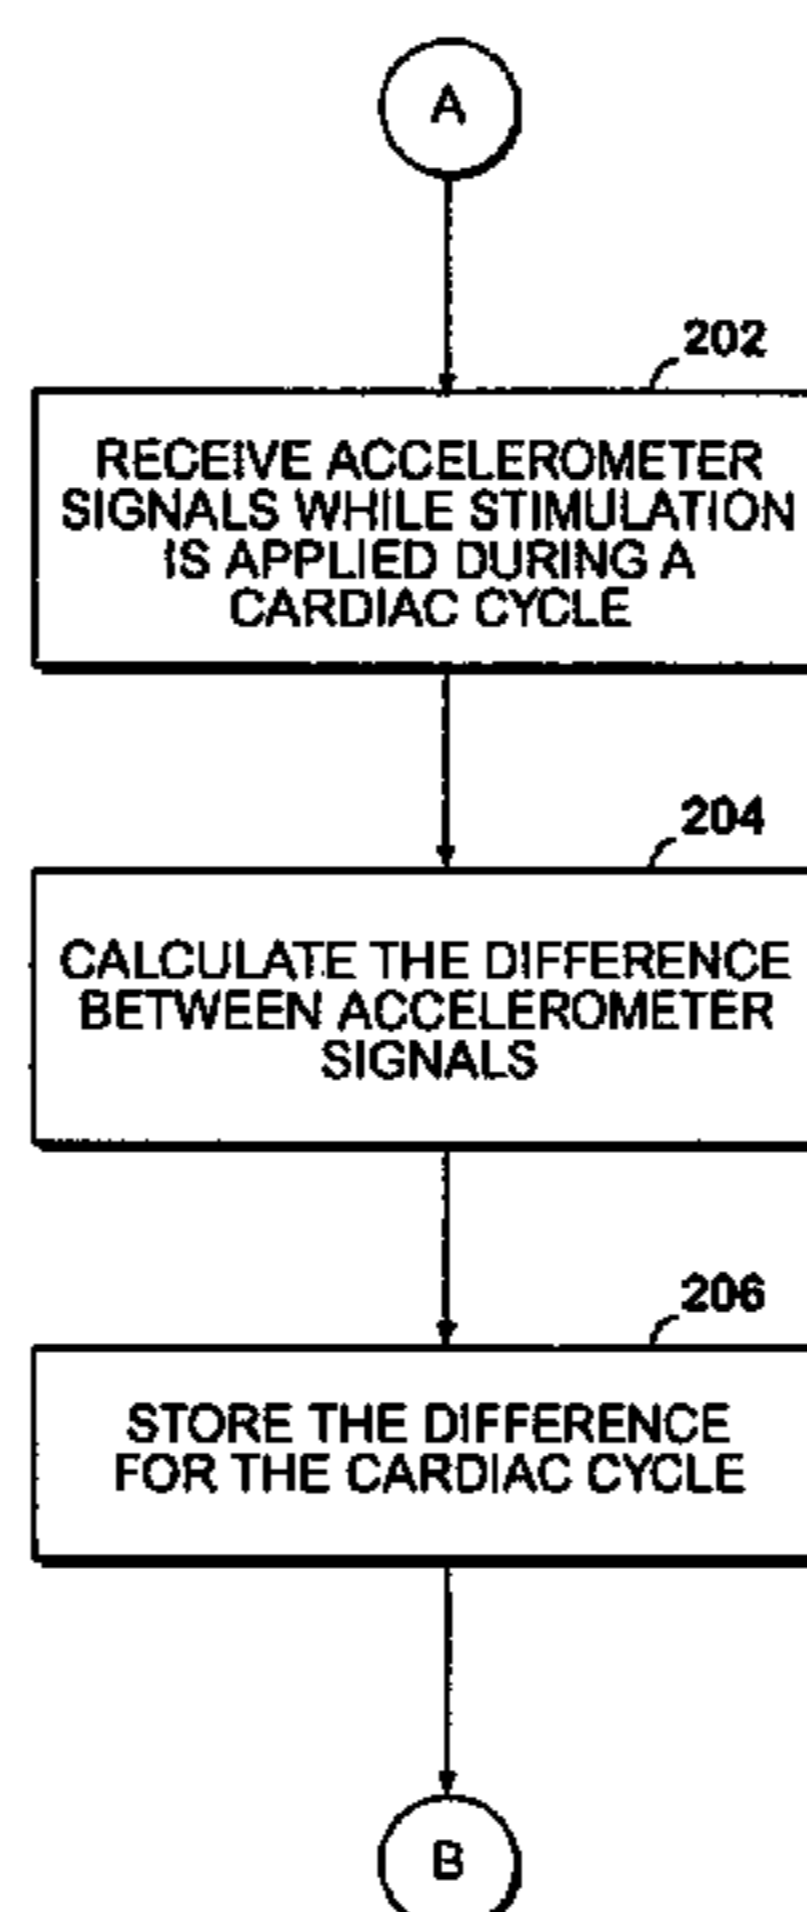 A
202
RECEIVE ACCELEROMETER
SIGNALS WHILE STIMULATION
IS APPLIED DURING A
CARDIAC CYCLE
204
CALCULATE THE DIFFERENCE
BETWEEN ACCELEROMETER
SIGNALS
206
STORE THE DIFFERENCE
FOR THE CARDIAC CYCLE
B